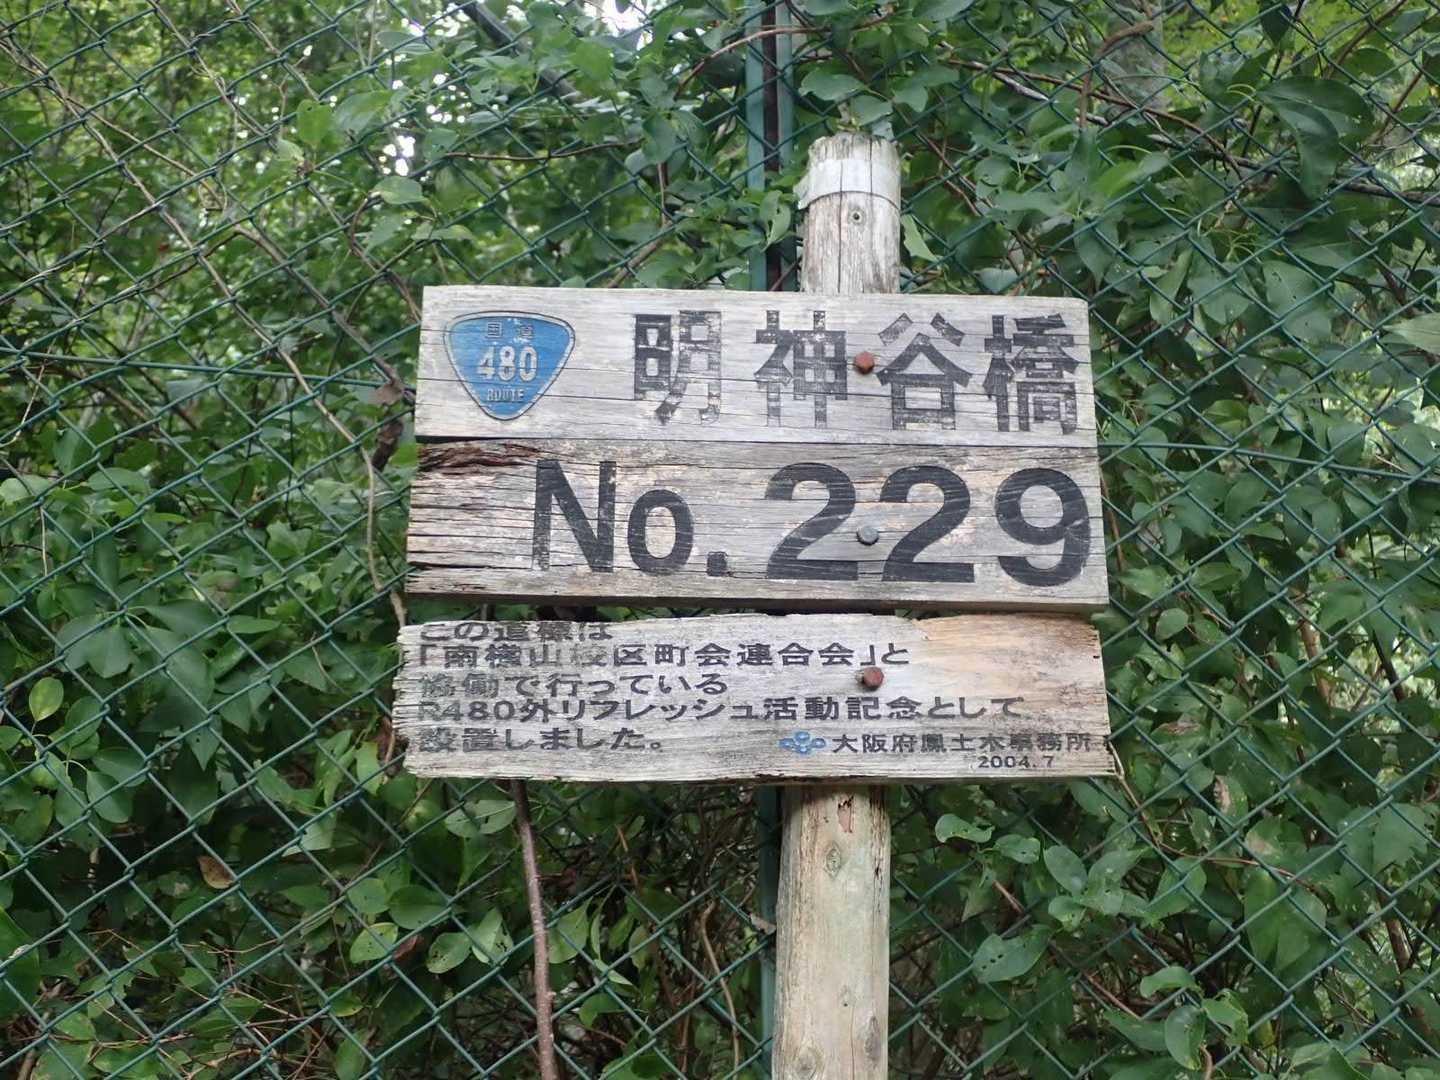 国道
480
ROUTE
明神谷橋
No.229
この道標は
「南横山校区町会連合会」と
協働で行っている
R480外リフレッシュ活動記念として
設置しました。
大阪府鳳土木事務所
2004.7